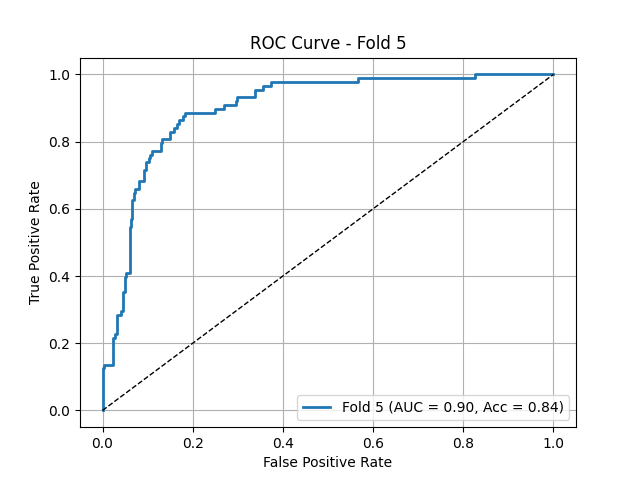 ROC Curve - Fold 5
True Positive Rate
1.0
0.8
0.6
0.4
0.2
0.0
0.0 0.2 0.4 0.6 0.8 1.0
False Positive Rate
Fold 5 (AUC = 0.90, Acc = 0.84)